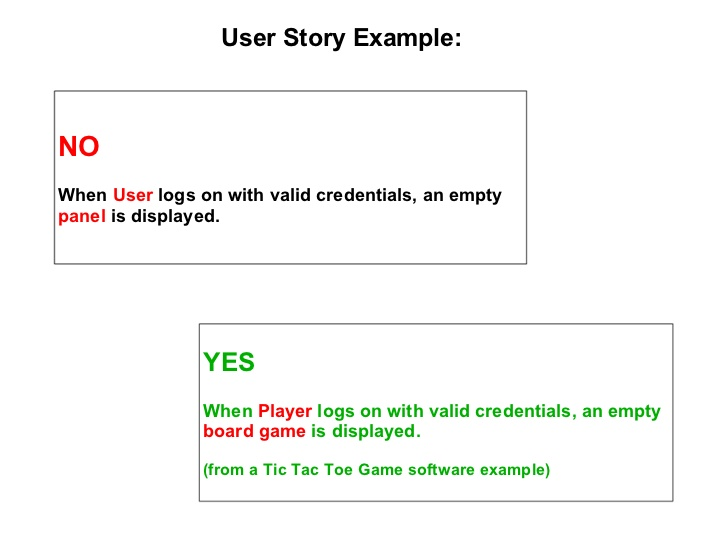 User Story Example:
NO
When User logs on with valid credentials, an empty
panel is displayed.
YES
When Player logs on with valid credentials, an empty
board game is displayed.
(from a Tic Tac Toe Game software example)